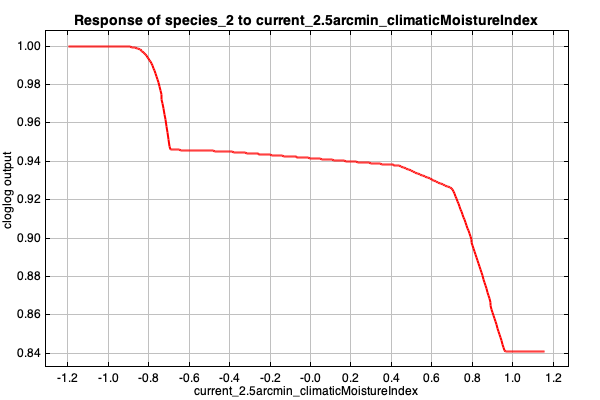 Response of species_2 to current_2.5arcmin_climaticMoistureIndex
1.00
0.98
0.96
0.94
0.92
0.90
0.88
0.86
0.84
cloglog output
-1.2 -1.0 -0.8 -0.6 -0.4 -0.2 -0.0 0.2 0.4 0.6 0.8 1.0 1.2
current_2.5arcmin_climaticMoistureIndex